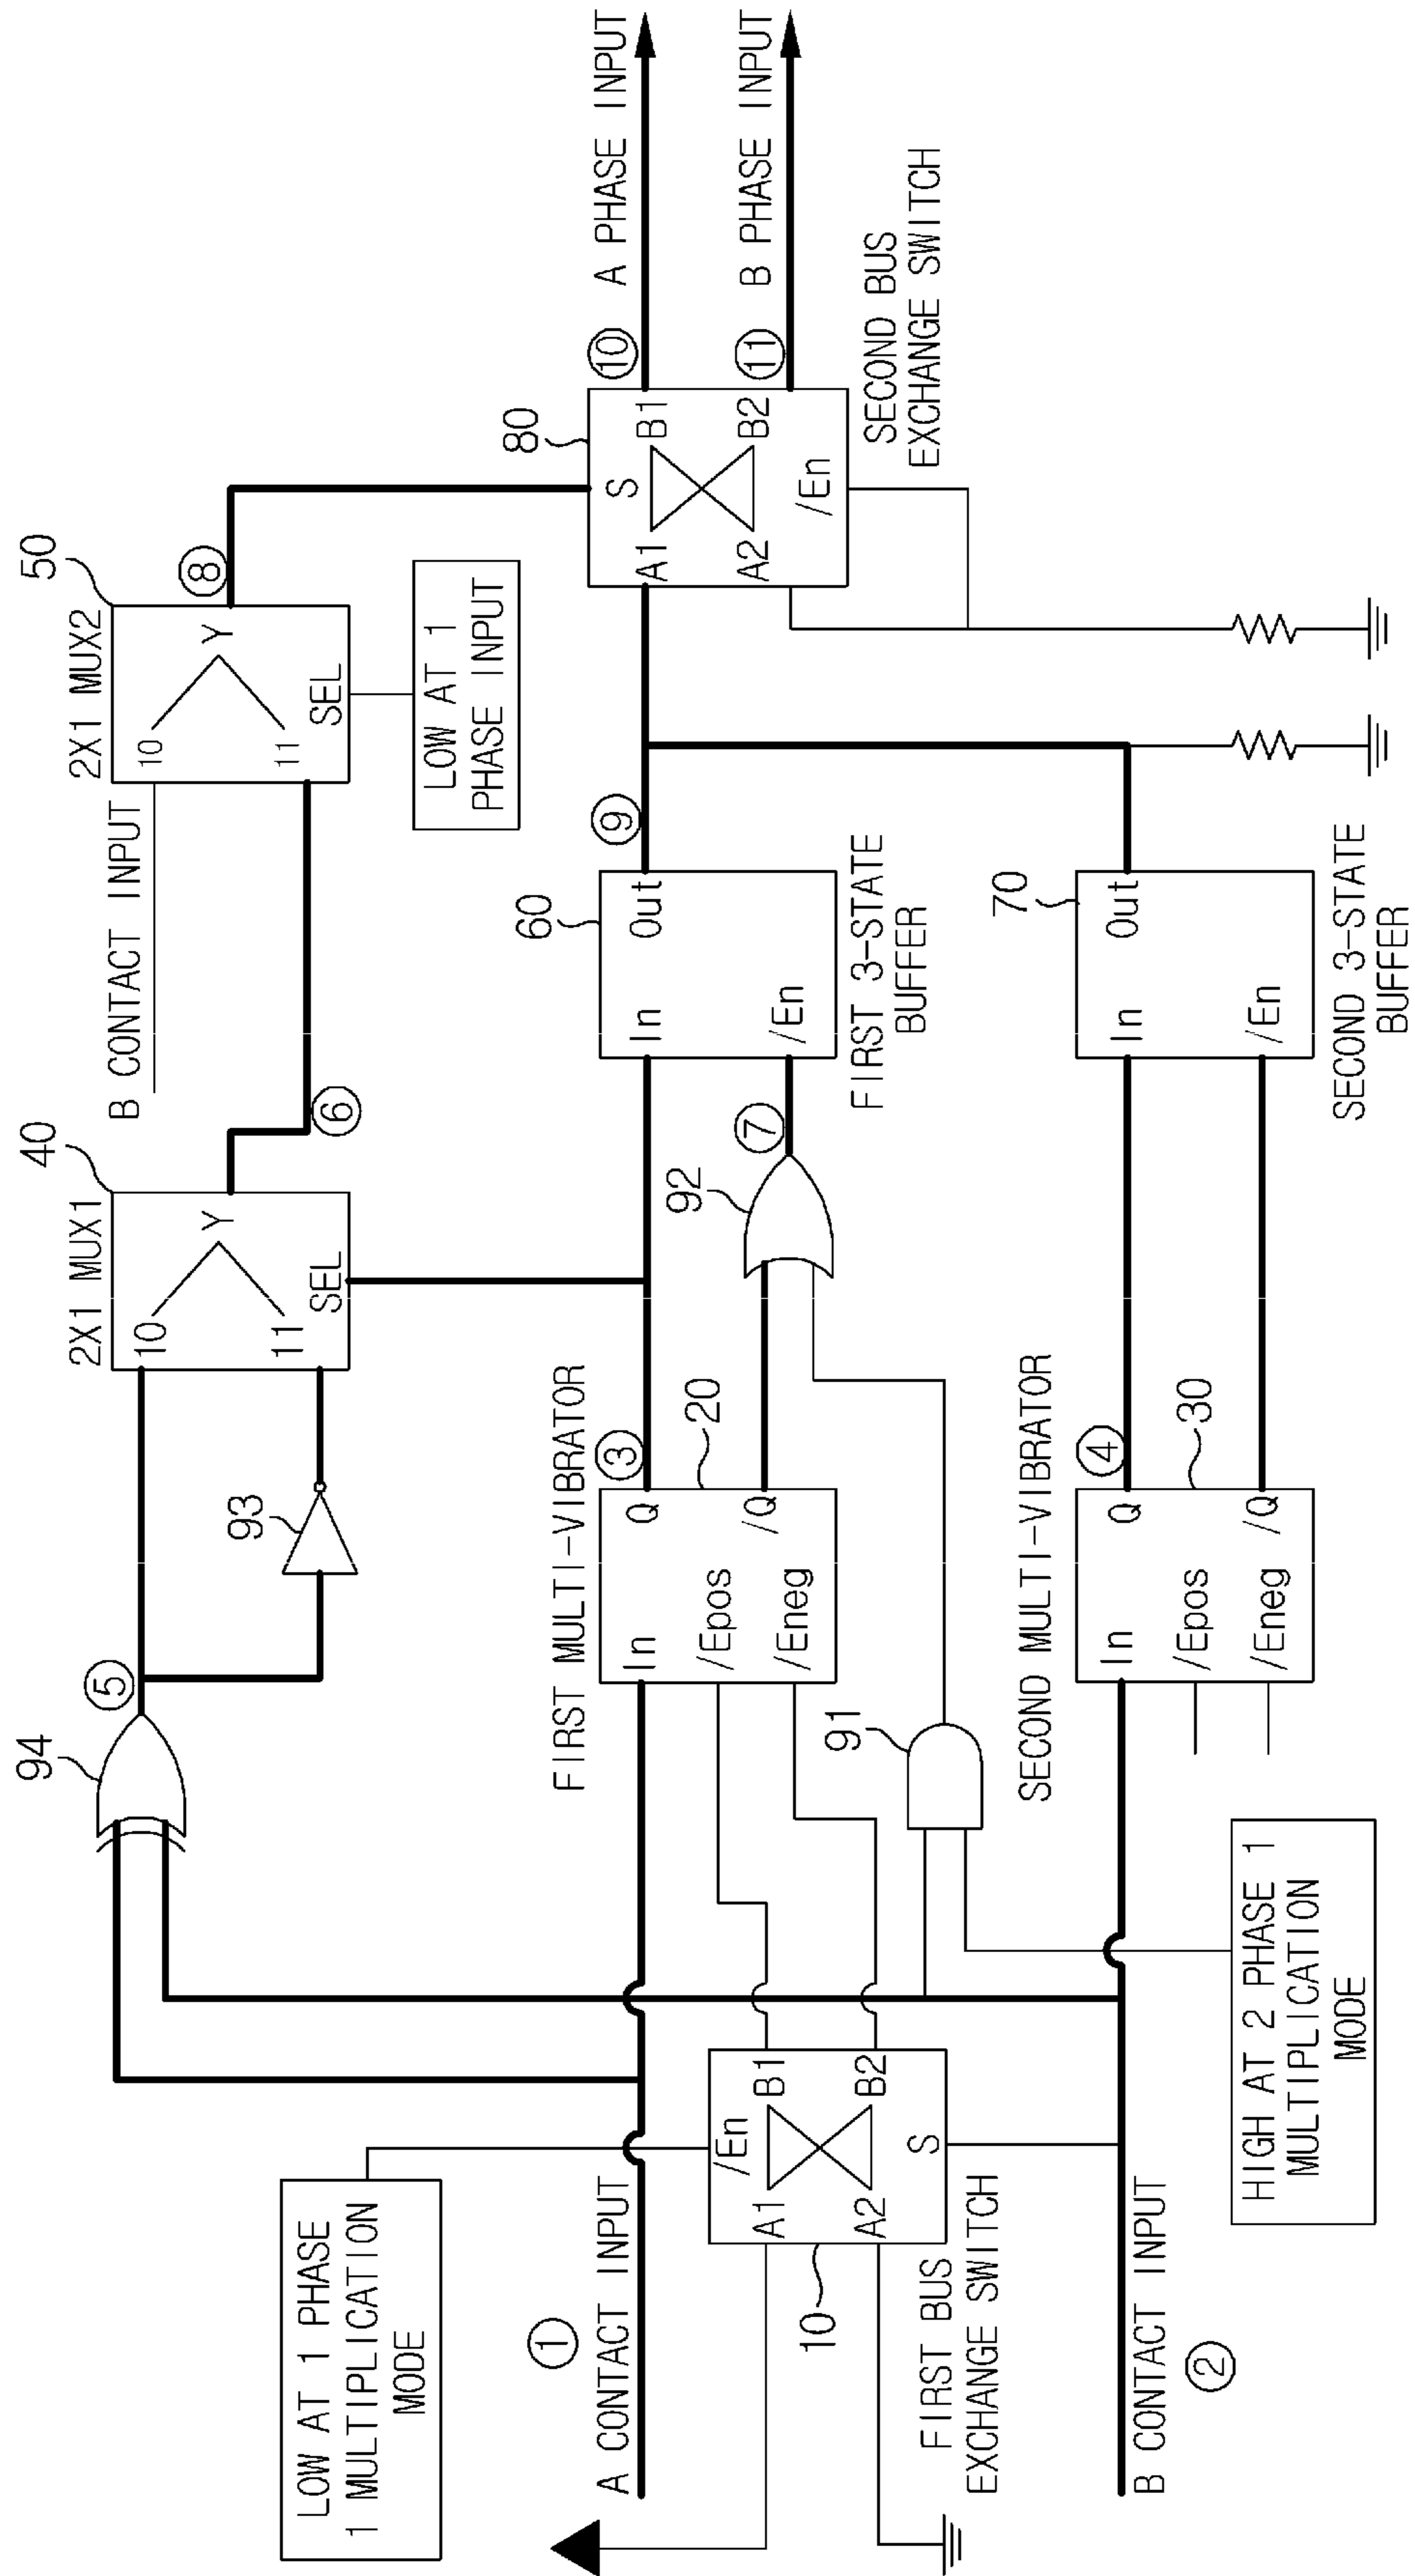 LOW AT 1 PHASE
1 MULTIPLICATION
MODE
A CONTACT INPUT
①
B CONTACT INPUT
②
FIRST BUS
EXCHANGE SWITCH
10
/En
A1
B1
A2
B2
S
HIGH AT 2 PHASE 1
MULTIPLICATION
MODE
94
⑤
93
91
FIRST MULTI-VIBRATOR
20
In
Q
/Epos
/Eneg
/Q
③
SECOND MULTI-VIBRATOR
30
In
Q
/Epos
/Eneg
/Q
④
2X1 MUX1
40
10
11
Y
SEL
⑥
92
⑦
B CONTACT INPUT
2X1 MUX2
50
10
11
Y
SEL
⑧
LOW AT 1
PHASE INPUT
60
In
Out
/En
FIRST 3-STATE
BUFFER
⑨
70
In
Out
/En
SECOND 3-STATE
BUFFER
80
S
A1
B1
A2
B2
/En
SECOND BUS
EXCHANGE SWITCH
⑩
A PHASE INPUT
⑪
B PHASE INPUT